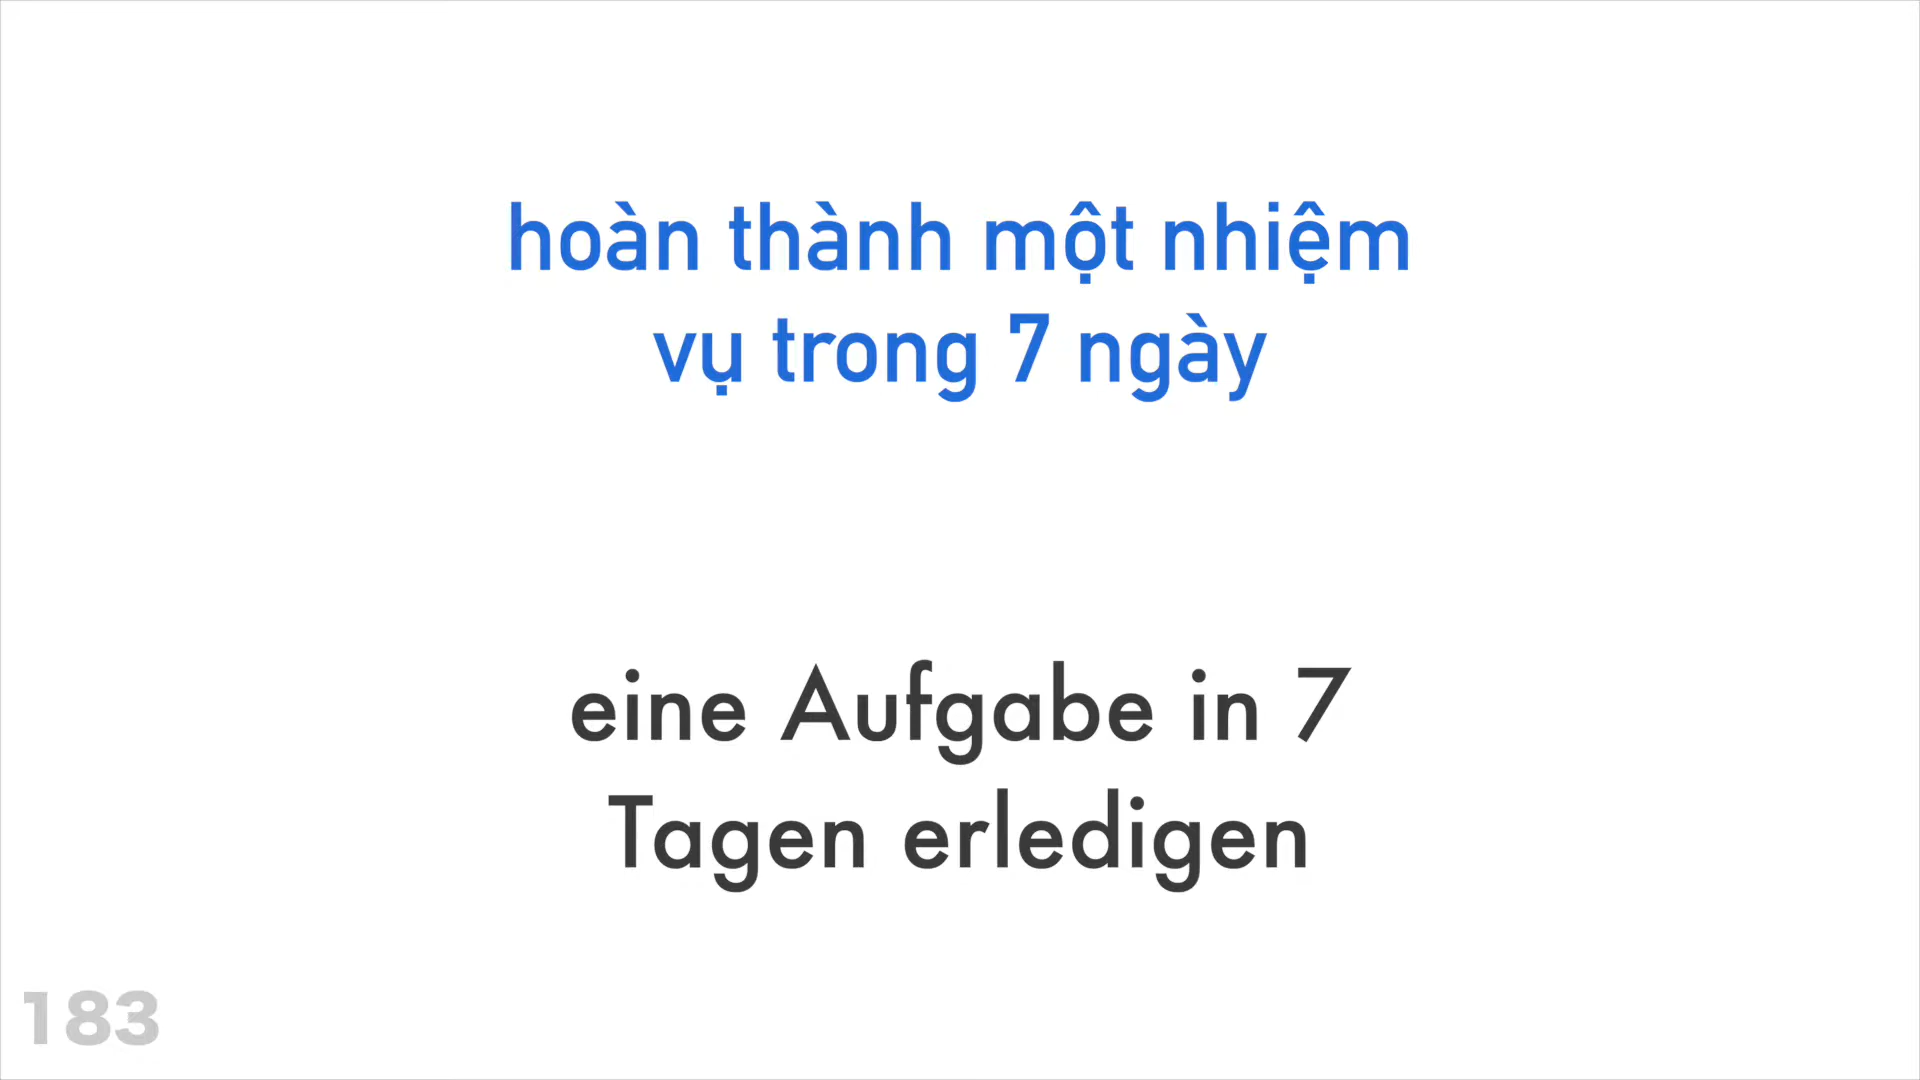 hoàn thành một nhiệm
vụ trong 7 ngày
eine Aufgabe in 7
Tagen erledigen
183